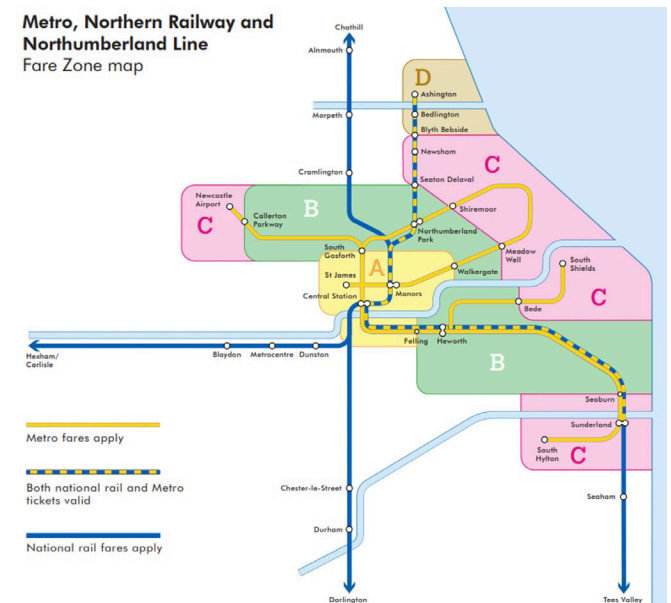 Metro, Northern Railway and
Northumberland Line
Fare Zone map
Chathill
Alnmouth
D
Ashington
Morpeth
Bedlington
Blyth Bebside
Newsham
C
Cramlington
Seaton Delaval
Newcastle
Airport
B
Shiremoor
C
Callerton
Parkway
Northumberland
Park
South
Gosforth
Meadow
Well
A
St James
Walkergate
South
Shields
Central Station
Manors
C
Bede
Felling
Heworth
Hexham/
Carlisle
Blaydon
Metrocentre
Dunston
B
Seaburn
Metro fares apply
Sunderland
South
Hylton
C
Both national rail and Metro
tickets valid
Chester-le-Street
Seaham
National rail fares apply
Durham
Darlington
Tees Valley